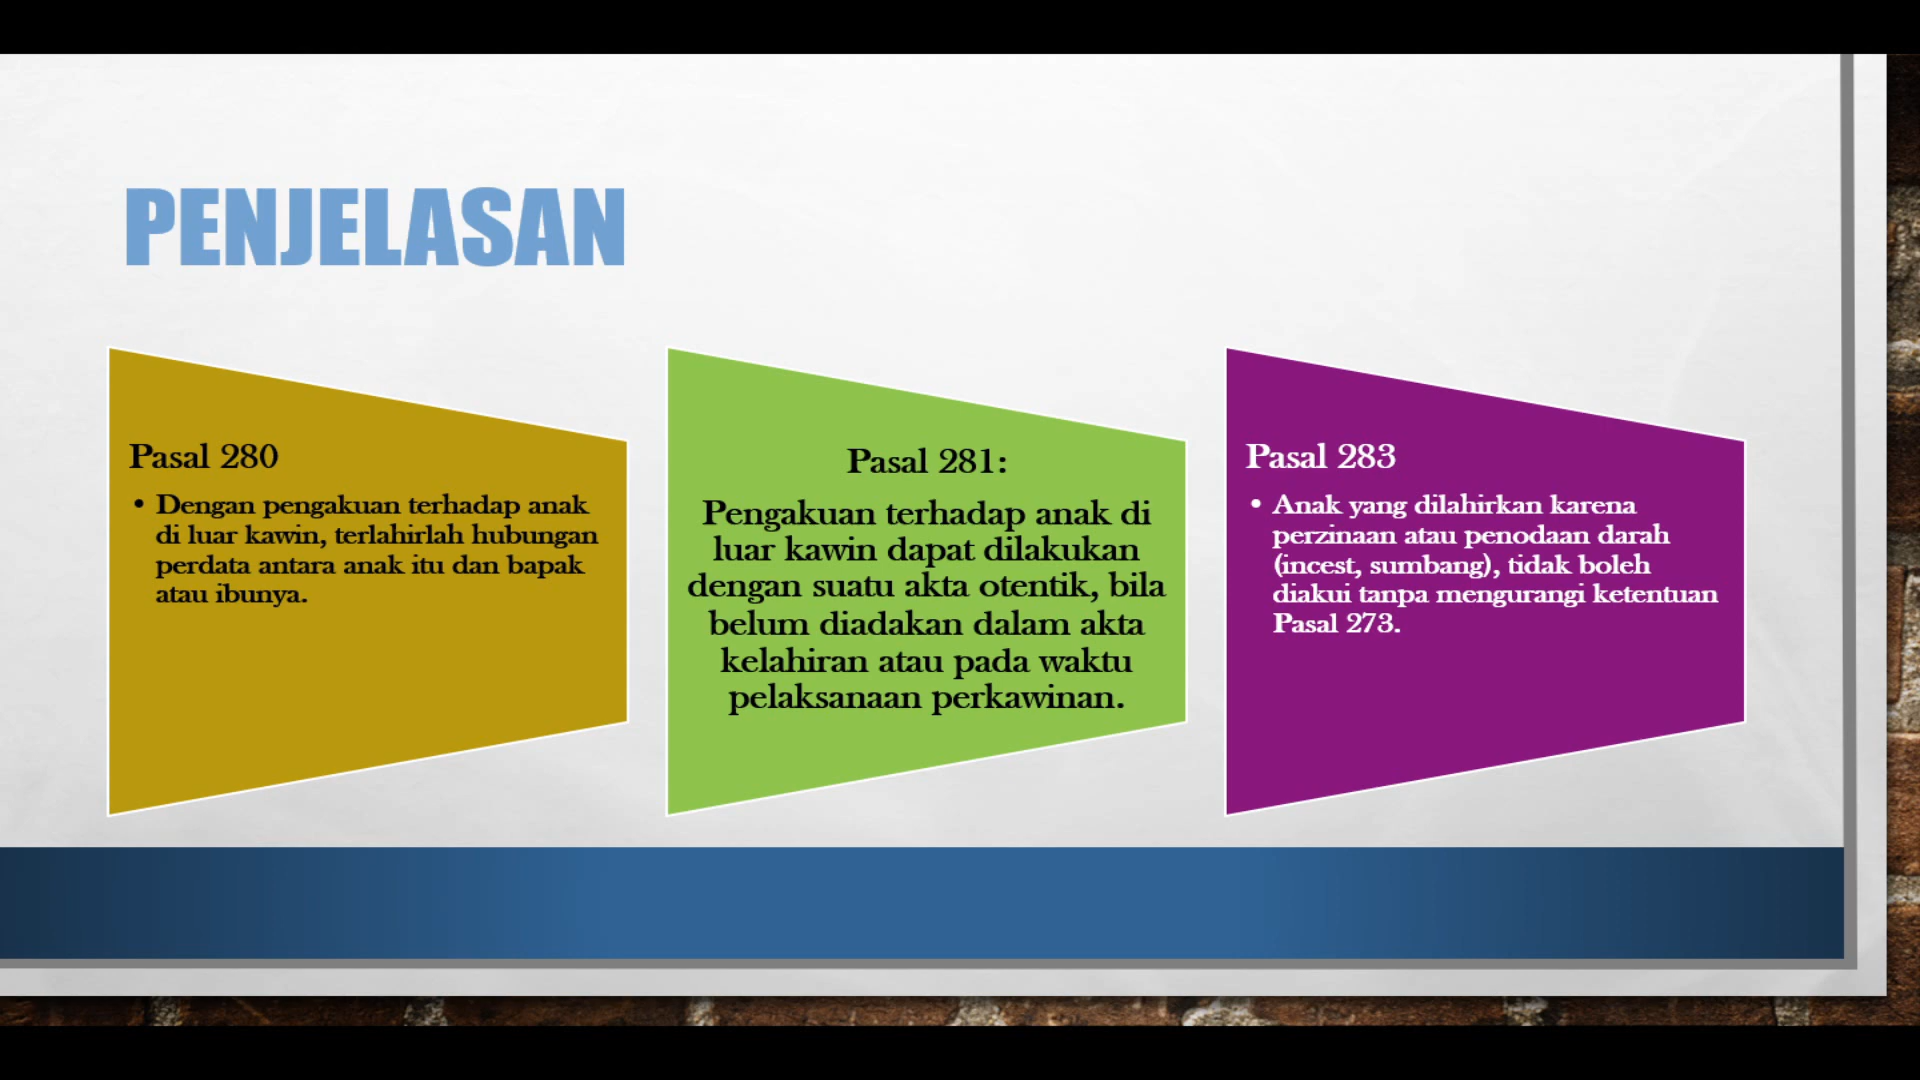 PENJELASAN
Pasal 280
• Dengan pengakuan terhadap anak
di luar kawin, terlahirlah hubungan
perdata antara anak itu dan bapak
atau ibunya.
Pasal 281:
Pengakuan terhadap anak di
luar kawin dapat dilakukan
dengan suatu akta otentik, bila
belum diadakan dalam akta
kelahiran atau pada waktu
pelaksanaan perkawinan.
Pasal 283
• Anak yang dilahirkan karena
perzinaan atau penodaan darah
(incest, sumbang), tidak boleh
diakui tanpa mengurangi ketentuan
Pasal 273.